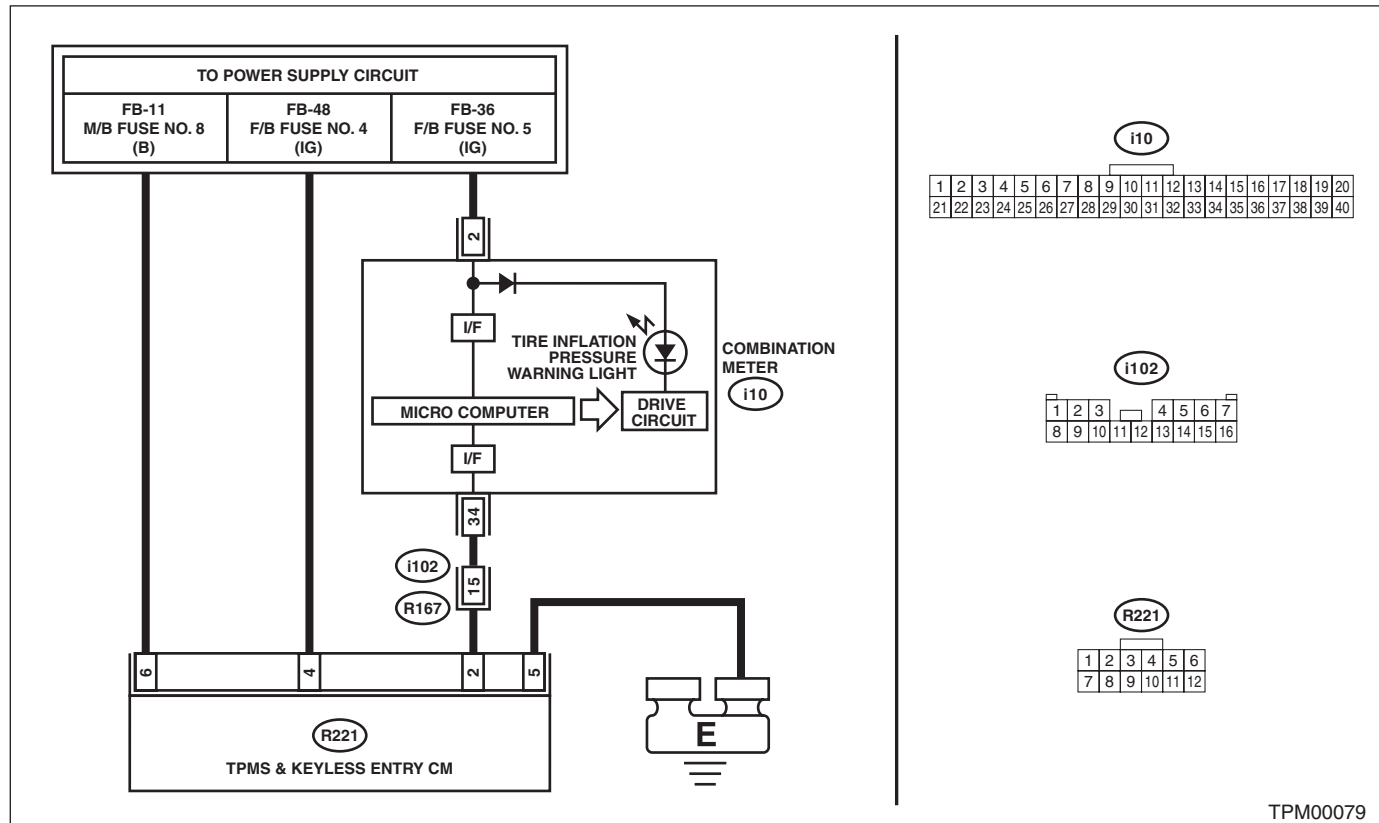 TO POWER SUPPLY CIRCUIT
FB-11
M/B FUSE NO. 8
(B)
FB-48
F/B FUSE NO. 4
(IG)
FB-36
F/B FUSE NO. 5
(IG)
2
I/F
TIRE INFLATION
PRESSURE
WARNING LIGHT
COMBINATION
METER
i10
MICRO COMPUTER
DRIVE
CIRCUIT
I/F
34
i102
15
R167
6
4
2
5
R221
TPMS & KEYLESS ENTRY CM
E
i10
1 2 3 4 5 6 7 8 9 10 11 12 13 14 15 16 17 18 19 20
21 22 23 24 25 26 27 28 29 30 31 32 33 34 35 36 37 38 39 40
i102
1 2 3 4 5 6 7
8 9 10 11 12 13 14 15 16
R221
1 2 3 4 5 6
7 8 9 10 11 12
TPM00079